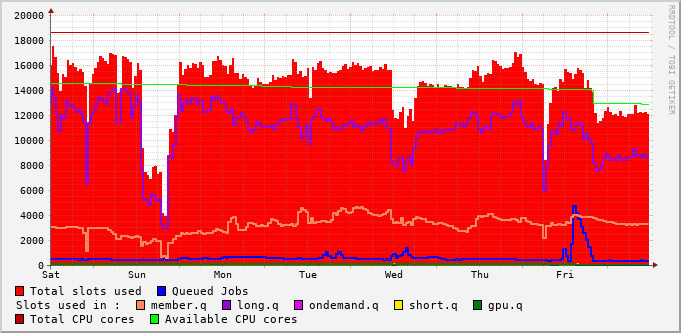 20000
18000
16000
14000
12000
10000
8000
6000
4000
2000
0
Sat Sun Mon Tue Wed Thu Fri
RRDTOOL / TOBI OETIKER
Total slots used Queued Jobs
Slots used in : member.q long.q ondemand.q short.q gpu.q
Total CPU cores Available CPU cores